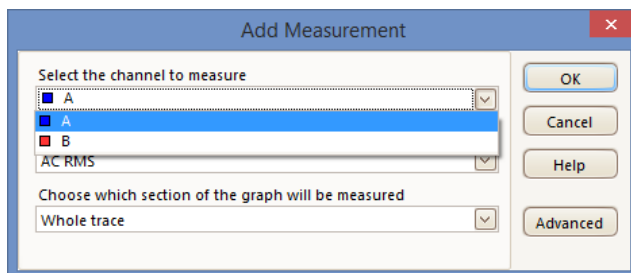 Add Measurement
Select the channel to measure
A
A
B
AC RMS
Choose which section of the graph will be measured
Whole trace
OK
Cancel
Help
Advanced